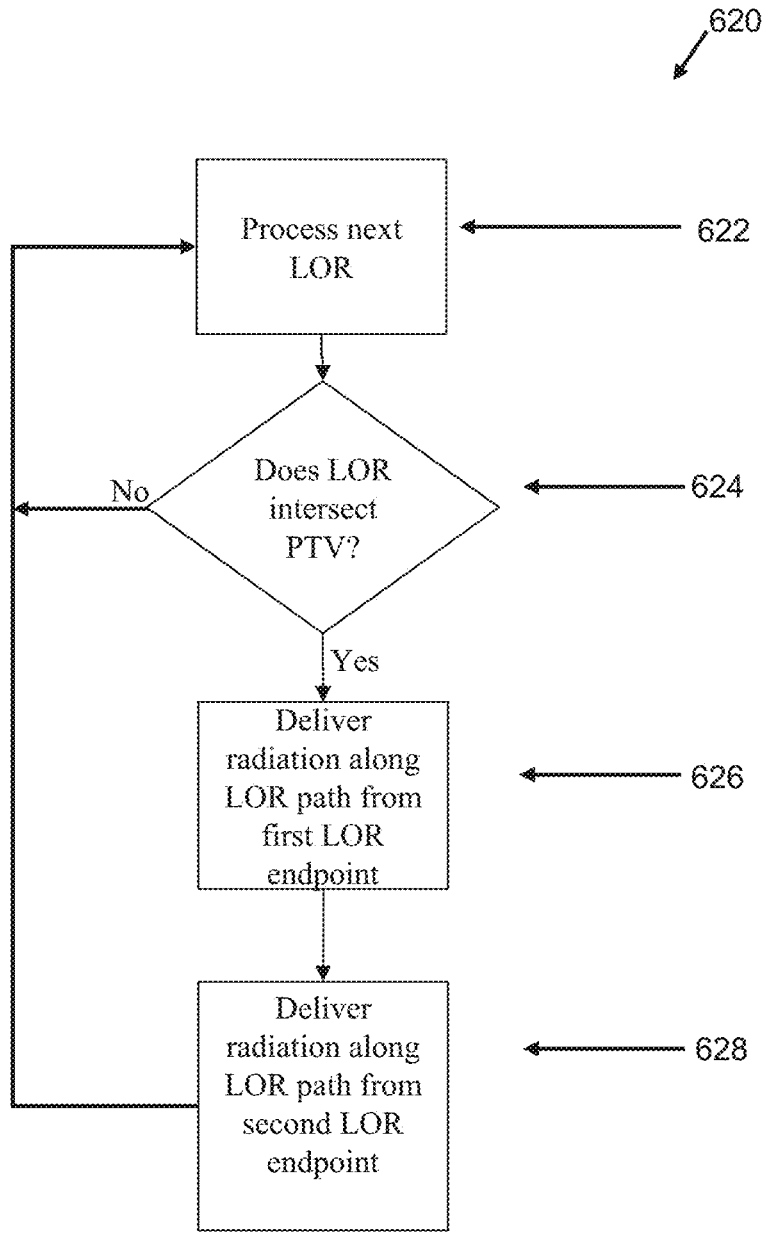 620
Process next
LOR
622
Does LOR
intersect
PTV?
No
624
Yes
Deliver
radiation along
LOR path from
first LOR
endpoint
626
Deliver
radiation along
LOR path from
second LOR
endpoint
628